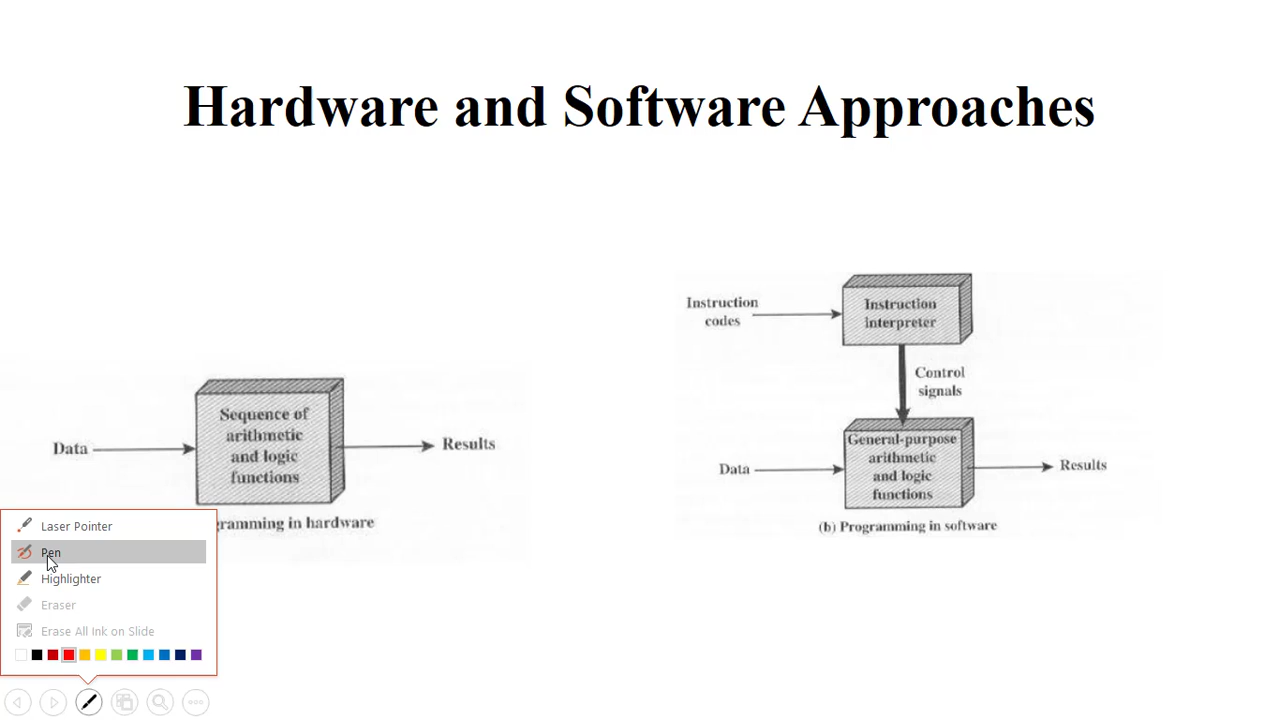 Hardware and Software Approaches
Data
Sequence of
arithmetic
and logic
functions
Results
gramming in hardware
Instruction
codes
Instruction
interpreter
Control
signals
Data
General-purpose
arithmetic
and logic
functions
Results
(b) Programming in software
Laser Pointer
Pen
Highlighter
Eraser
Erase All Ink on Slide